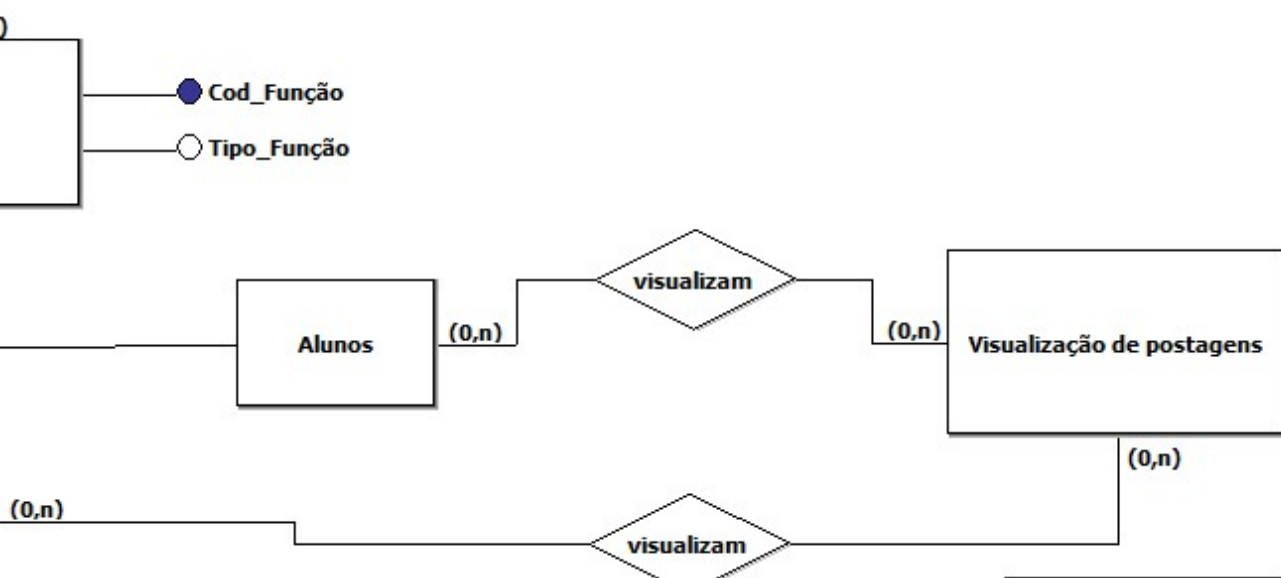 )
Cod_Função
Tipo_Função
visualizam
Alunos
(0,n)
(0,n)
Visualização de postagens
(0,n)
(0,n)
visualizam